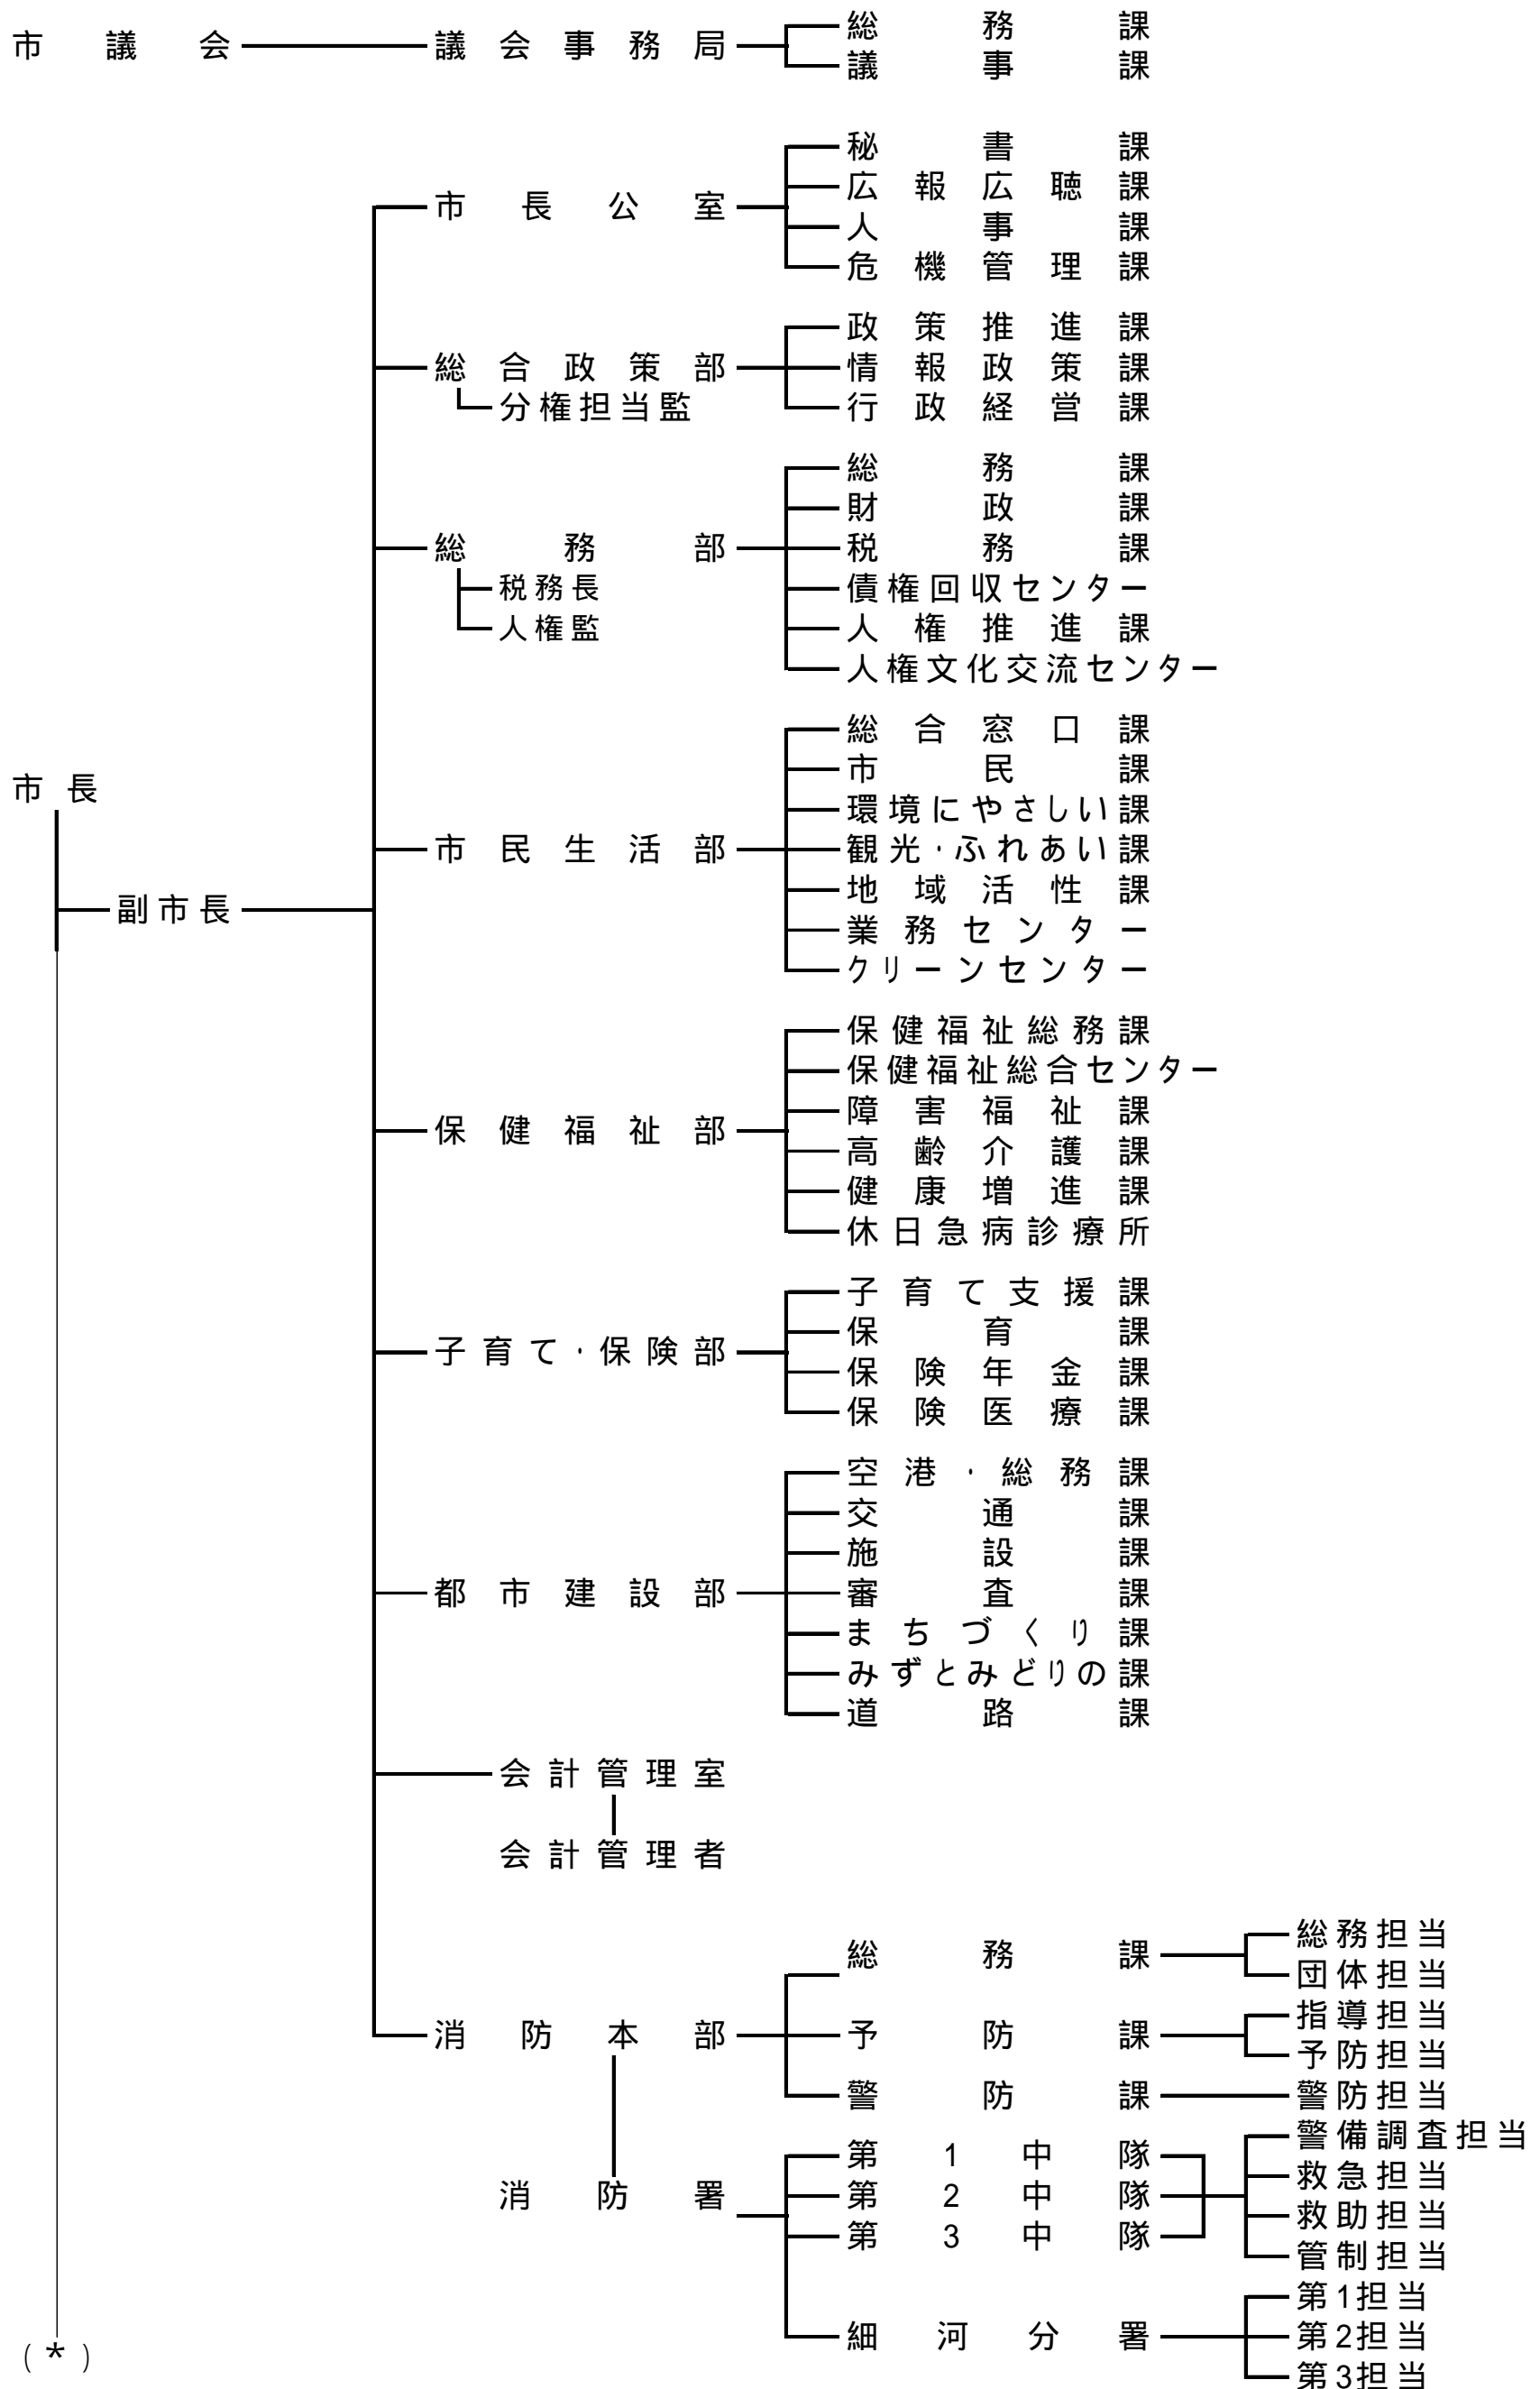 総務課
市議会 議会事務局
議事課
秘書課
広報広聴課
市長公室
人事課
危機管理課
政策推進課
総合政策部 情報政策課
分権担当監 行政経営課
総務課
財政課
総務部 税務課
税務長 債権回収センター
人権監 人権推進課
人権文化交流センター
総合窓口課
市民課
市長
環境にやさしい課
市民生活部 観光・ふれあい課
地域活性課
副市長
業務センター
クリーンセンター
保健福祉総務課
保健福祉総合センター
障害福祉課
保健福祉部
高齢介護課
健康増進課
休日急病診療所
子育て支援課
保育課
子育て・保険部
保険年金課
保険医療課
空港・総務課
交通課
施設課
都市建設部 審査課
まちづくり課
みずとみどりの課
道路課
会計管理室
会計管理者
総務担当
総務課
団体担当
指導担当
消防本部 予防課
予防担当
警防課 警防担当
警備調査担当
第1中隊
救急担当
消防署 第2中隊
救助担当
第3中隊
管制担当
第1担当
細河分署 第2担当
(*)
第3担当